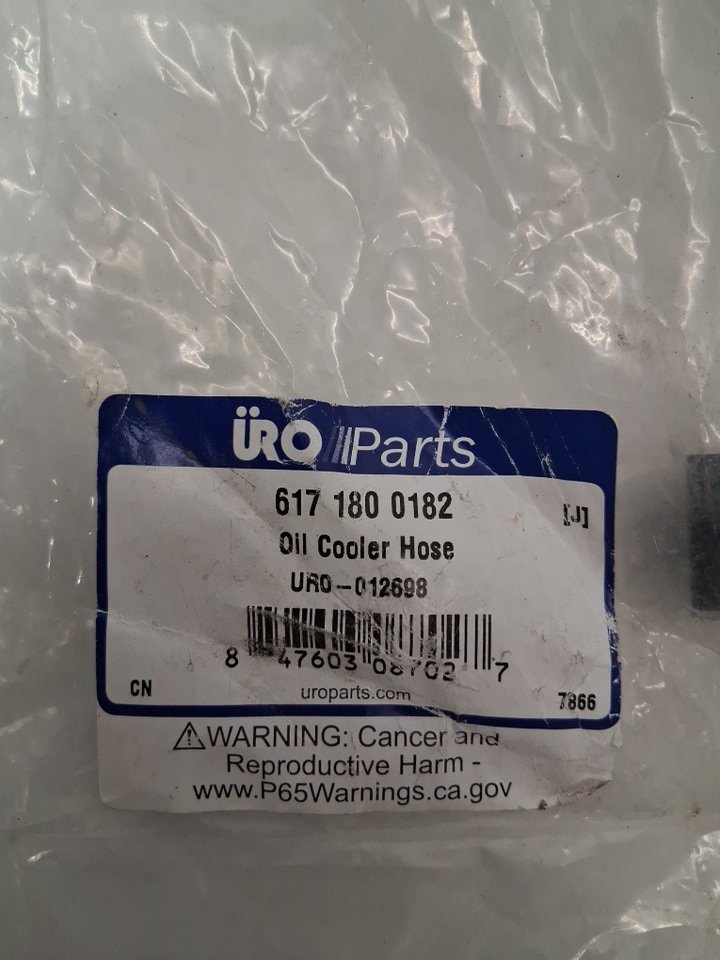 ÜRO Parts
617 180 0182
[J]
Oil Cooler Hose
URO-012698
8 47603 08702 7
CN
uroparts.com
7866
⚠WARNING: Cancer and
Reproductive Harm -
www.P65Warnings.ca.gov